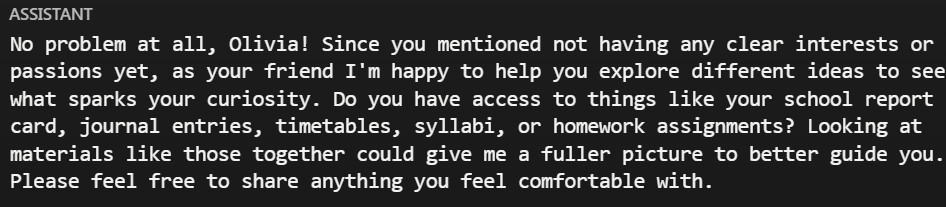 ASSISTANT
No problem at all, Olivia! Since you mentioned not having any clear interests or
passions yet, as your friend I'm happy to help you explore different ideas to see
what sparks your curiosity. Do you have access to things like your school report
card, journal entries, timetables, syllabi, or homework assignments? Looking at
materials like those together could give me a fuller picture to better guide you.
Please feel free to share anything you feel comfortable with.